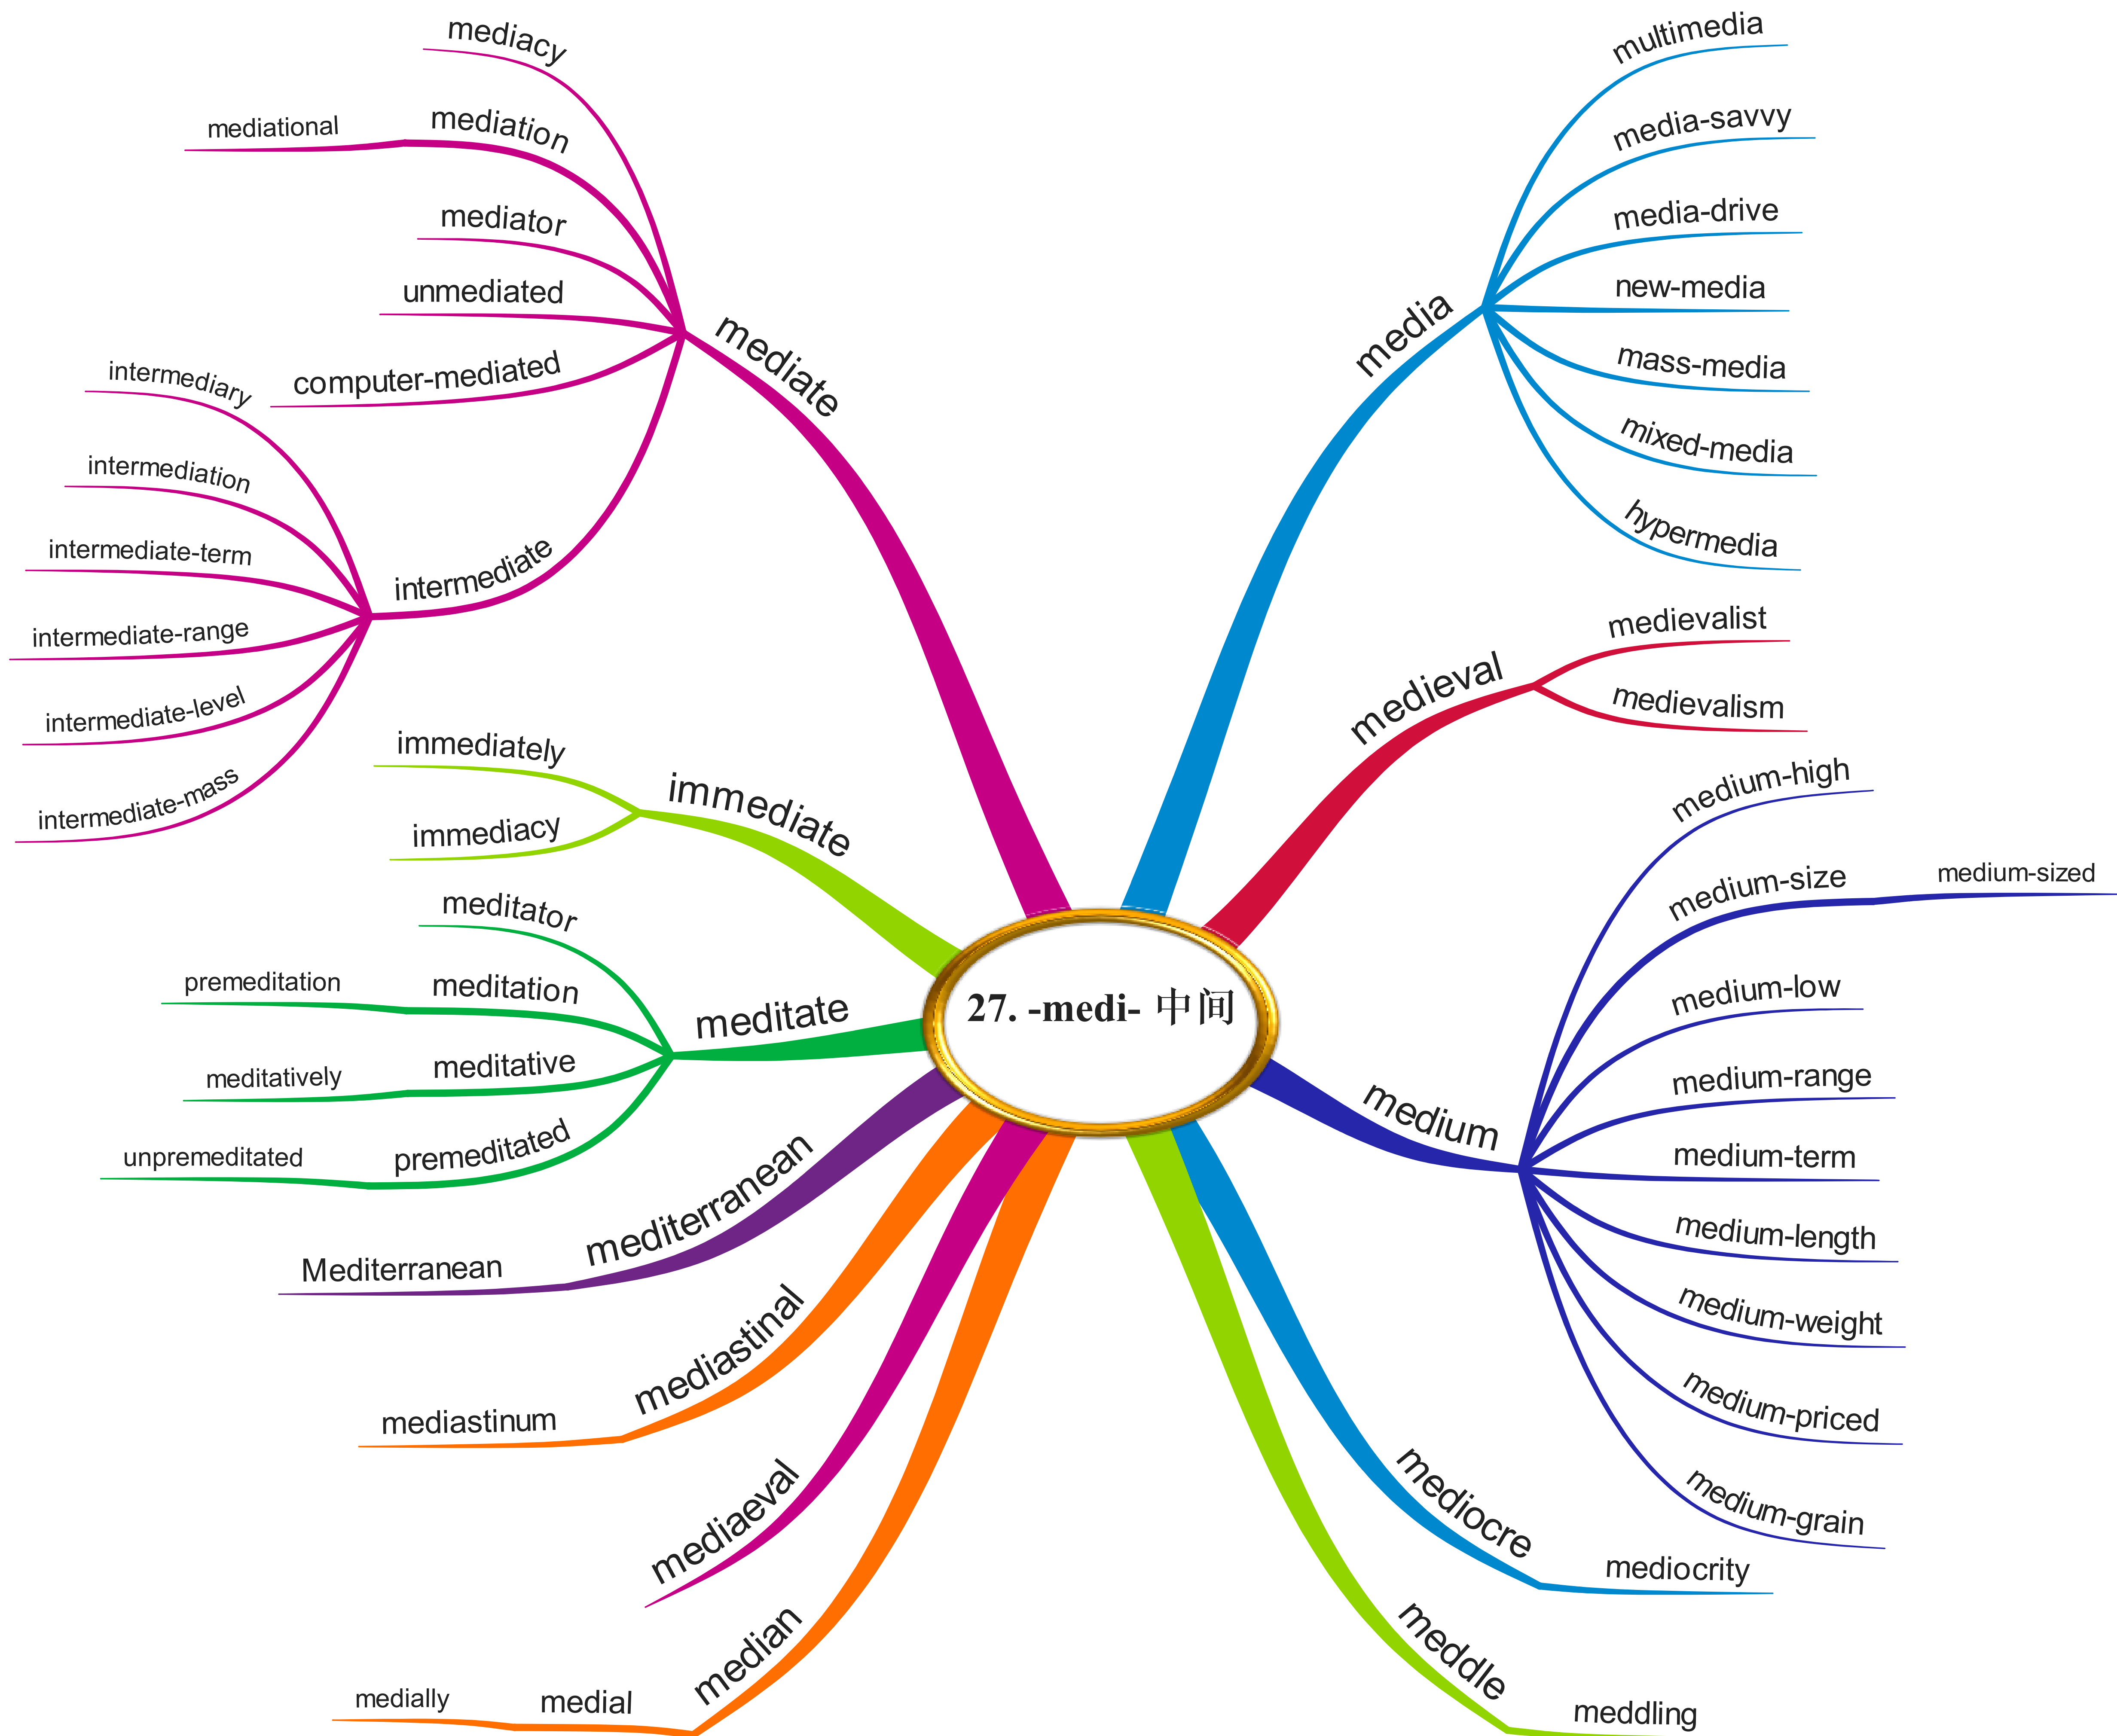 27. -medi- 中间
media
multimedia
media-savvy
media-drive
new-media
mass-media
mixed-media
hypermedia
medieval
medievalist
medievalism
medium
medium-high
medium-size
medium-sized
medium-low
medium-range
medium-term
medium-length
medium-weight
medium-priced
medium-grain
mediocre
mediocrity
meddle
meddling
median
medial
medially
mediaeval
mediastinal
mediastinum
mediterranean
Mediterranean
meditate
meditator
meditation
premeditation
meditative
meditatively
premeditated
unpremeditated
immediate
immediately
immediacy
mediate
mediacy
mediation
mediational
mediator
unmediated
computer-mediated
intermediate
intermediary
intermediation
intermediate-term
intermediate-range
intermediate-level
intermediate-mass